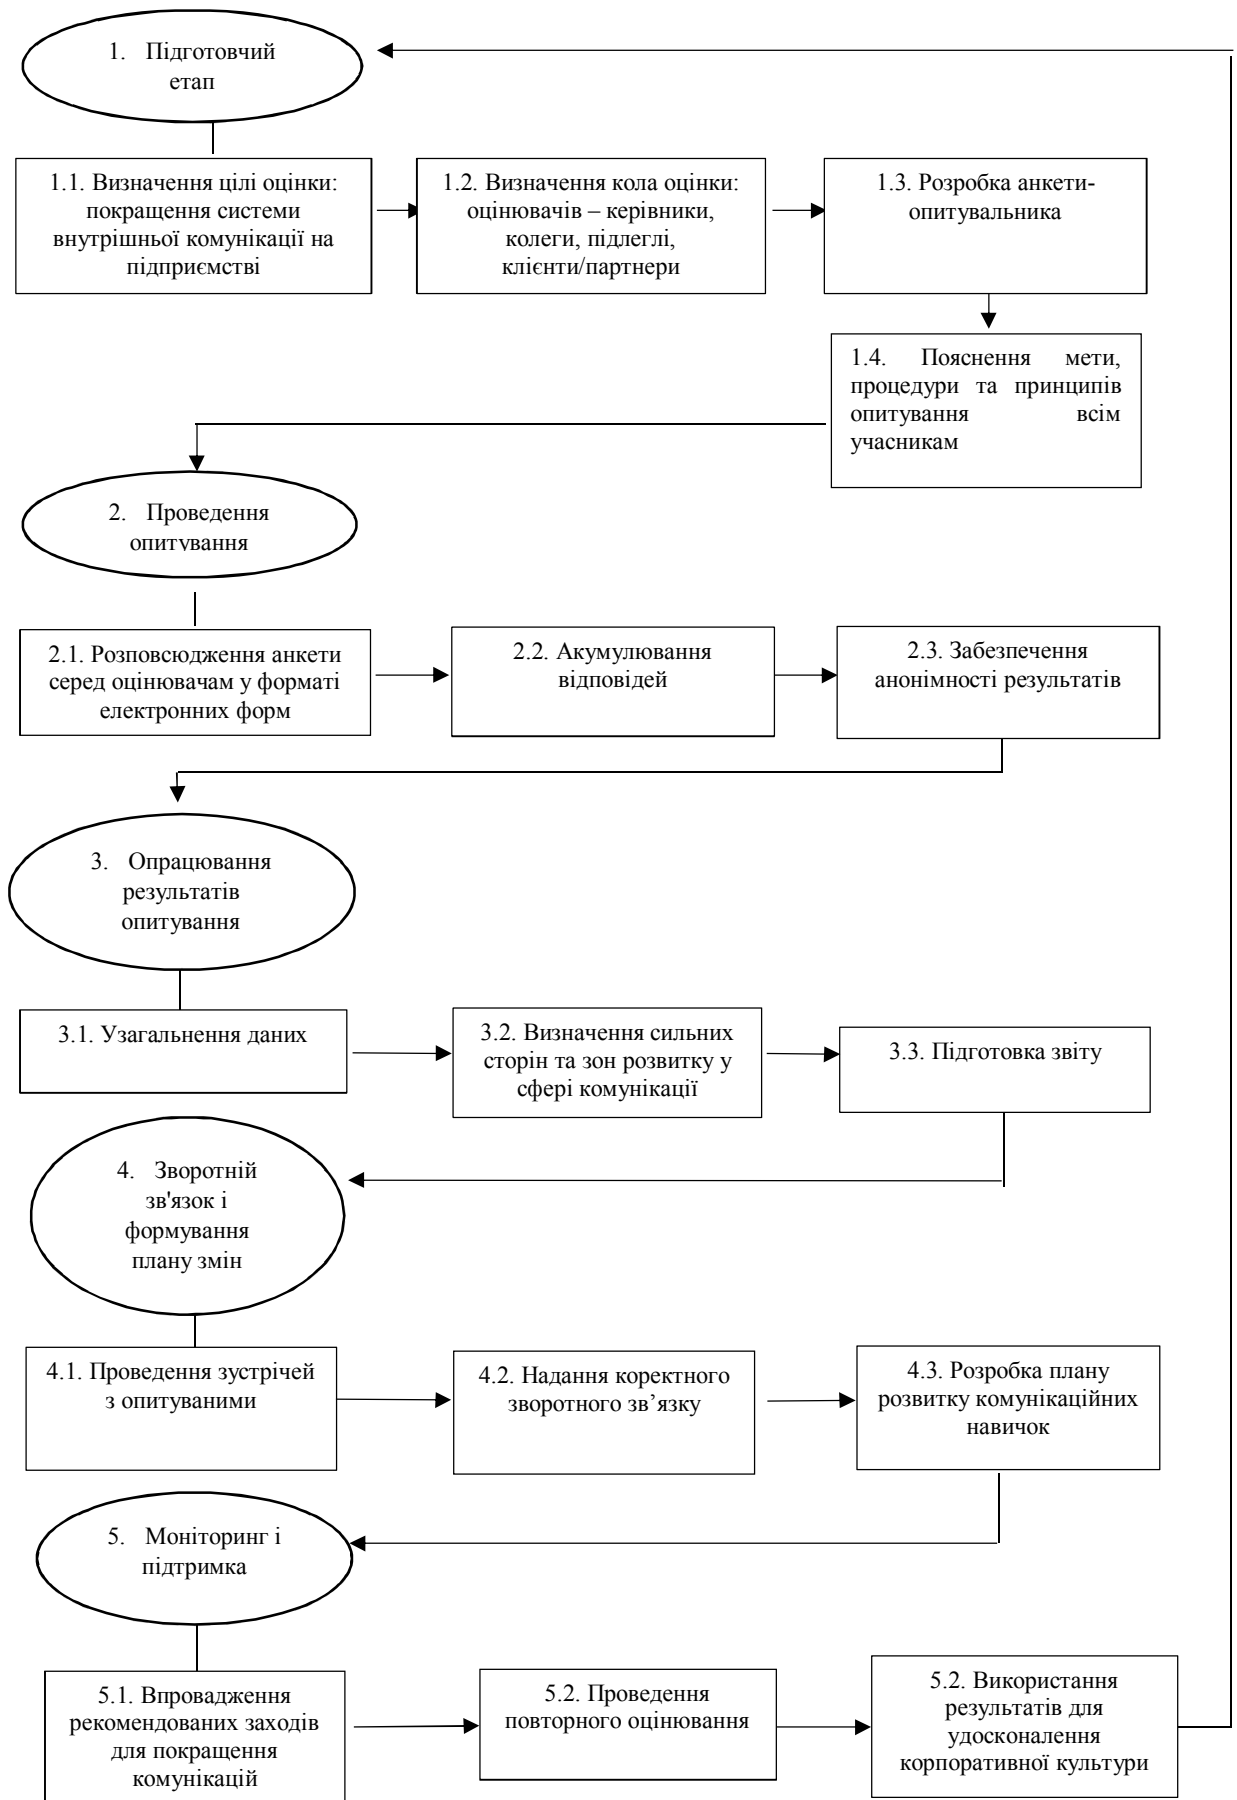 1. Підготовчий
етап
1.1. Визначення цілі оцінки:
покращення системи
внутрішньої комунікації на
підприємстві
1.2. Визначення кола оцінки:
оцінювачів – керівники,
колеги, підлеглі,
клієнти/партнери
1.3. Розробка анкети-
опитувальника
1.4. Пояснення мети,
процедури та принципів
опитування всім
учасникам
2. Проведення
опитування
2.1. Розповсюдження анкети
серед оцінювачам у форматі
електронних форм
2.2. Акумулювання
відповідей
2.3. Забезпечення
анонімності результатів
3. Опрацювання
результатів
опитування
3.1. Узагальнення даних
3.2. Визначення сильних
сторін та зон розвитку у
сфері комунікації
3.3. Підготовка звіту
4. Зворотній
зв'язок і
формування
плану змін
4.1. Проведення зустрічей
з опитуваними
4.2. Надання коректного
зворотного зв’язку
4.3. Розробка плану
розвитку комунікаційних
навичок
5. Моніторинг і
підтримка
5.1. Впровадження
рекомендованих заходів
для покращення
комунікацій
5.2. Проведення
повторного оцінювання
5.2. Використання
результатів для
удосконалення
корпоративної культури